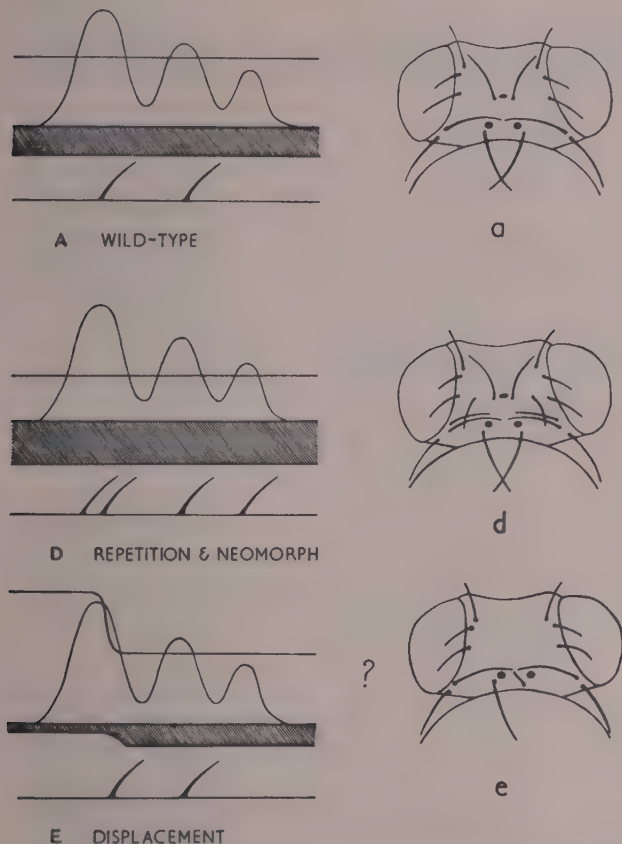 A WILD-TYPE
a
D REPETITION & NEOMORPH
d
?
E DISPLACEMENT
e